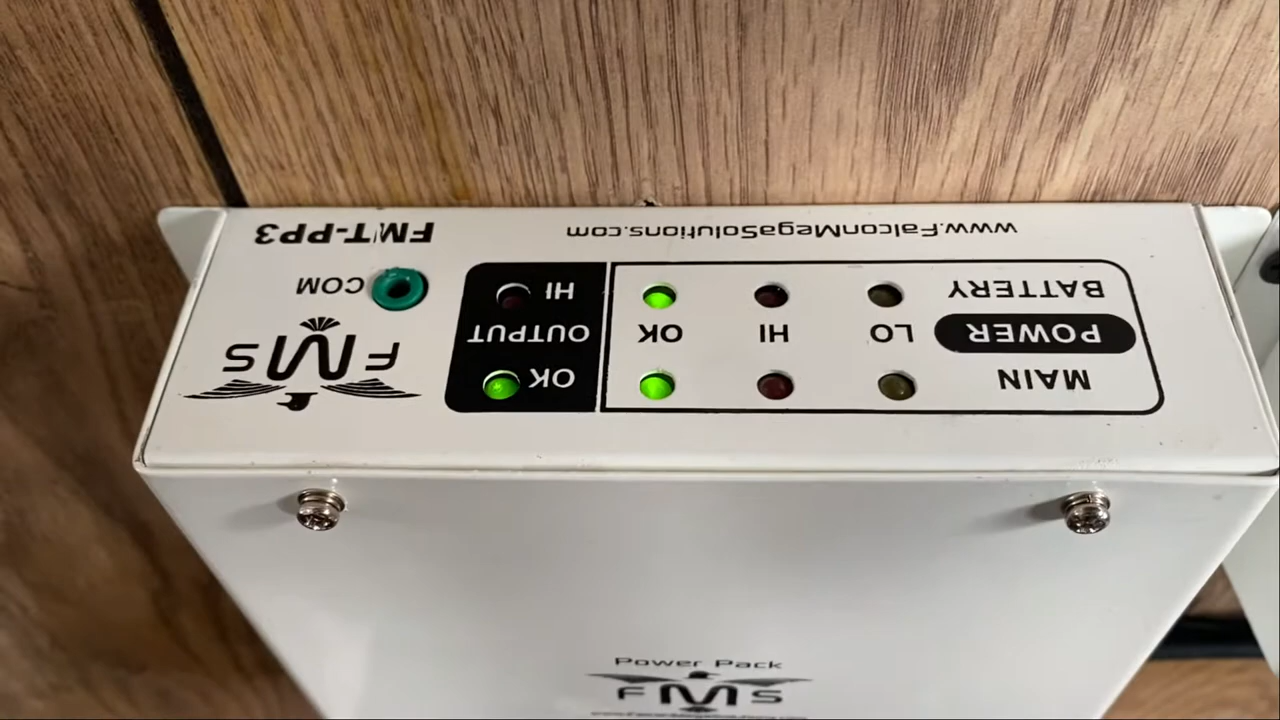 MAIN
POWER
BATTERY
LO
HI
OK
OK
OUTPUT
HI
FMS
COM
www.FalconMegaSolutions.com
FMT-PP3
Power Pack
FMS